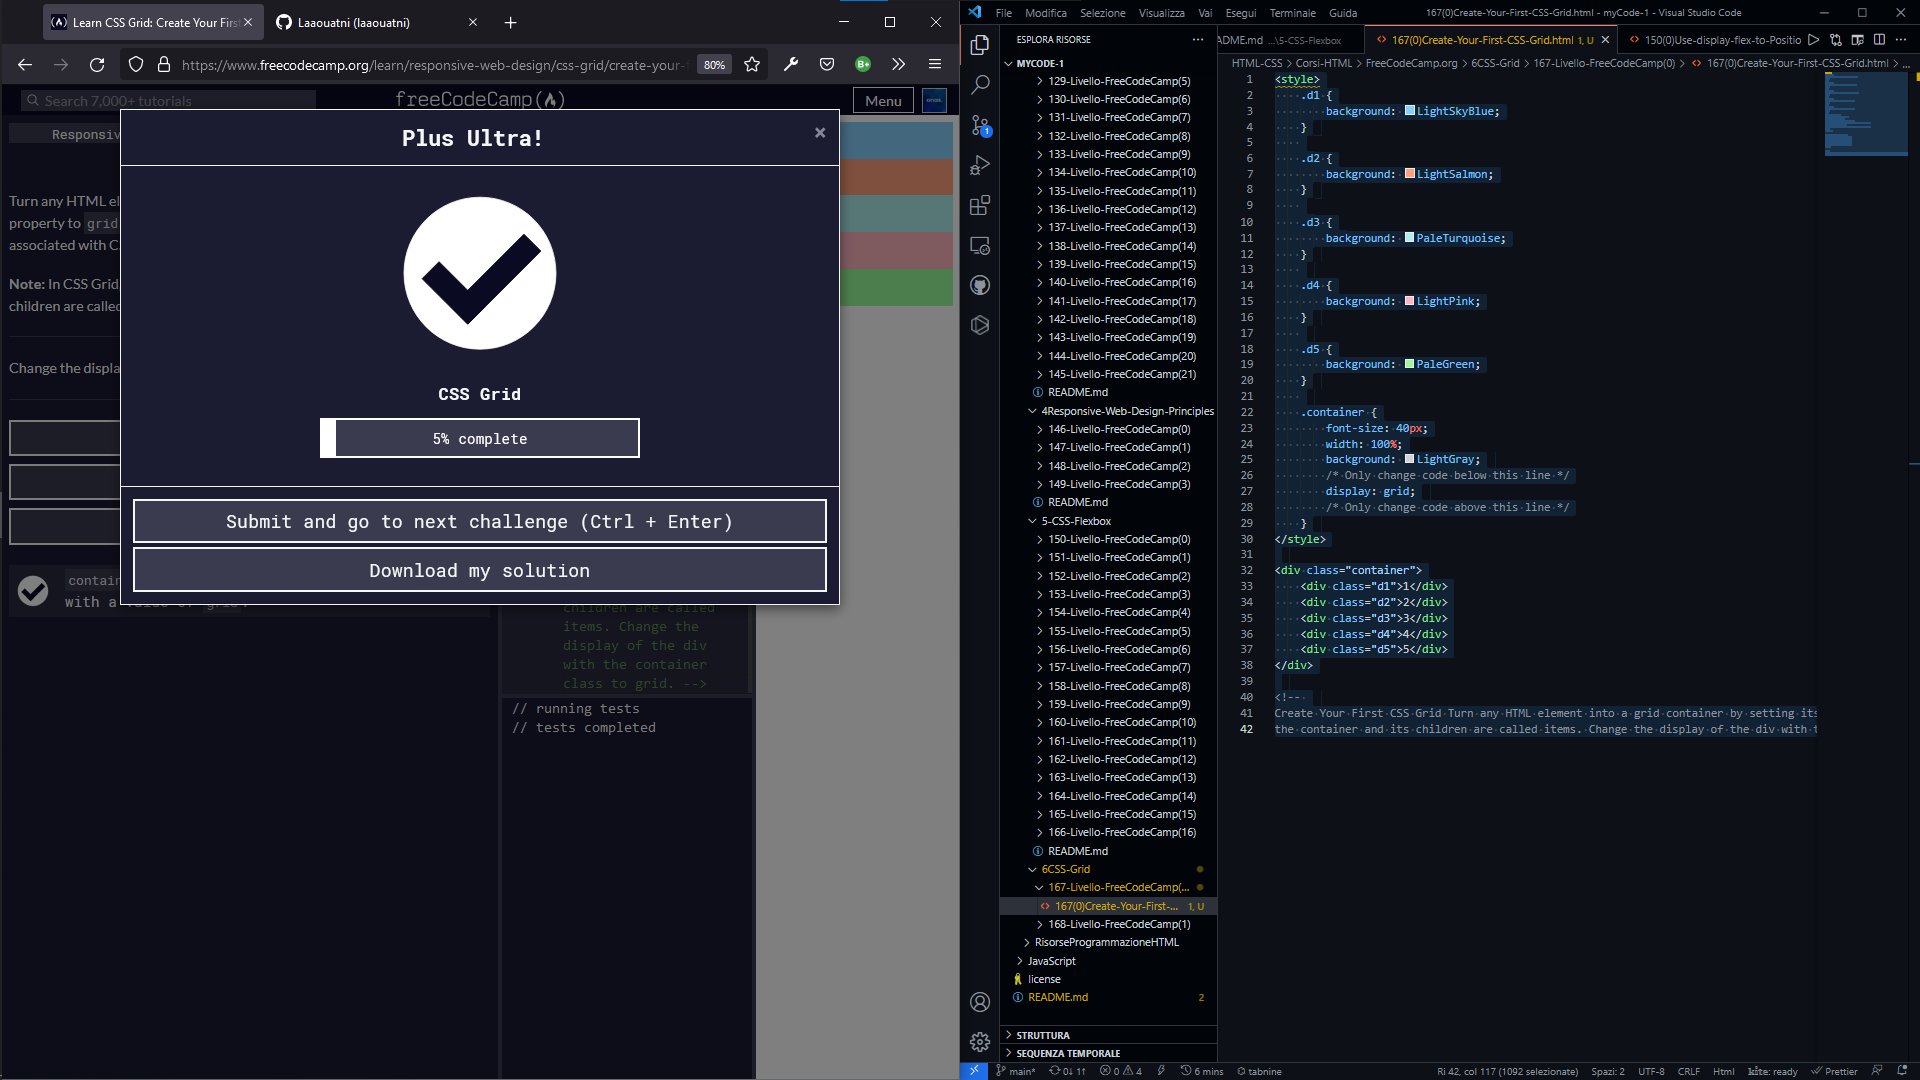 Learn CSS Grid: Create Your Firs
Laaouatni (laaouatni)
https://www.freecodecamp.org/learn/responsive-web-design/css-grid/create-your-
80%
Search 7,000+ tutorials
freeCodeCamp
Menu
Responsiv
Turn any HTML el
property to grid
associated with C
Note: In CSS Grid
children are called
Change the displa
contain
with a value of grid.
Plus Ultra!
×
CSS Grid
5% complete
Submit and go to next challenge (Ctrl + Enter)
Download my solution
children are called
items. Change the
display of the div
with the container
class to grid. -->
// running tests
// tests completed
File Modifica Selezione Visualizza Vai Esegui Terminale Guida
167(0)Create-Your-First-CSS-Grid.html - myCode-1 - Visual Studio Code
ESPLORA RISORSE
MYCODE-1
129-Livello-FreeCodeCamp(5)
130-Livello-FreeCodeCamp(6)
131-Livello-FreeCodeCamp(7)
132-Livello-FreeCodeCamp(8)
133-Livello-FreeCodeCamp(9)
134-Livello-FreeCodeCamp(10)
135-Livello-FreeCodeCamp(11)
136-Livello-FreeCodeCamp(12)
137-Livello-FreeCodeCamp(13)
138-Livello-FreeCodeCamp(14)
139-Livello-FreeCodeCamp(15)
140-Livello-FreeCodeCamp(16)
141-Livello-FreeCodeCamp(17)
142-Livello-FreeCodeCamp(18)
143-Livello-FreeCodeCamp(19)
144-Livello-FreeCodeCamp(20)
145-Livello-FreeCodeCamp(21)
README.md
4Responsive-Web-Design-Principles
146-Livello-FreeCodeCamp(0)
147-Livello-FreeCodeCamp(1)
148-Livello-FreeCodeCamp(2)
149-Livello-FreeCodeCamp(3)
README.md
5-CSS-Flexbox
150-Livello-FreeCodeCamp(0)
151-Livello-FreeCodeCamp(1)
152-Livello-FreeCodeCamp(2)
153-Livello-FreeCodeCamp(3)
154-Livello-FreeCodeCamp(4)
155-Livello-FreeCodeCamp(5)
156-Livello-FreeCodeCamp(6)
157-Livello-FreeCodeCamp(7)
158-Livello-FreeCodeCamp(8)
159-Livello-FreeCodeCamp(9)
160-Livello-FreeCodeCamp(10)
161-Livello-FreeCodeCamp(11)
162-Livello-FreeCodeCamp(12)
163-Livello-FreeCodeCamp(13)
164-Livello-FreeCodeCamp(14)
165-Livello-FreeCodeCamp(15)
166-Livello-FreeCodeCamp(16)
README.md
6CSS-Grid
167-Livello-FreeCodeCamp(...
167(0)Create-Your-First-... 1, U
168-Livello-FreeCodeCamp(1)
RisorseProgrammazioneHTML
JavaScript
license
README.md 2
STRUTTURA
SEQUENZA TEMPORALE
ADME.md ...\5-CSS-Flexbox
167(0)Create-Your-First-CSS-Grid.html 1, U
150(0)Use-display-flex-to-Positio
HTML-CSS > Corsi-HTML > FreeCodeCamp.org > 6CSS-Grid > 167-Livello-FreeCodeCamp(0) > 167(0)Create-Your-First-CSS-Grid.html > ...
1 <style>
2 .d1 {
3 background: LightSkyBlue;
4 }
5
6 .d2 {
7 background: LightSalmon;
8 }
9
10 .d3 {
11 background: PaleTurquoise;
12 }
13
14 .d4 {
15 background: LightPink;
16 }
17
18 .d5 {
19 background: PaleGreen;
20 }
21
22 .container {
23 font-size: 40px;
24 width: 100%;
25 background: LightGray;
26 /* Only change code below this line */
27 display: grid;
28 /* Only change code above this line */
29 }
30 </style>
31
32 <div class="container">
33 <div class="d1">1</div>
34 <div class="d2">2</div>
35 <div class="d3">3</div>
36 <div class="d4">4</div>
37 <div class="d5">5</div>
38 </div>
39
40 <!--
41 Create Your First CSS Grid Turn any HTML element into a grid container by setting its
42 the container and its children are called items. Change the display of the div with t
main* 0↓ 1↑ 0 4 6 mins tabnine
Ri 42, col 117 (1092 selezionate) Spazi: 2 UTF-8 CRLF Html kite: ready Prettier